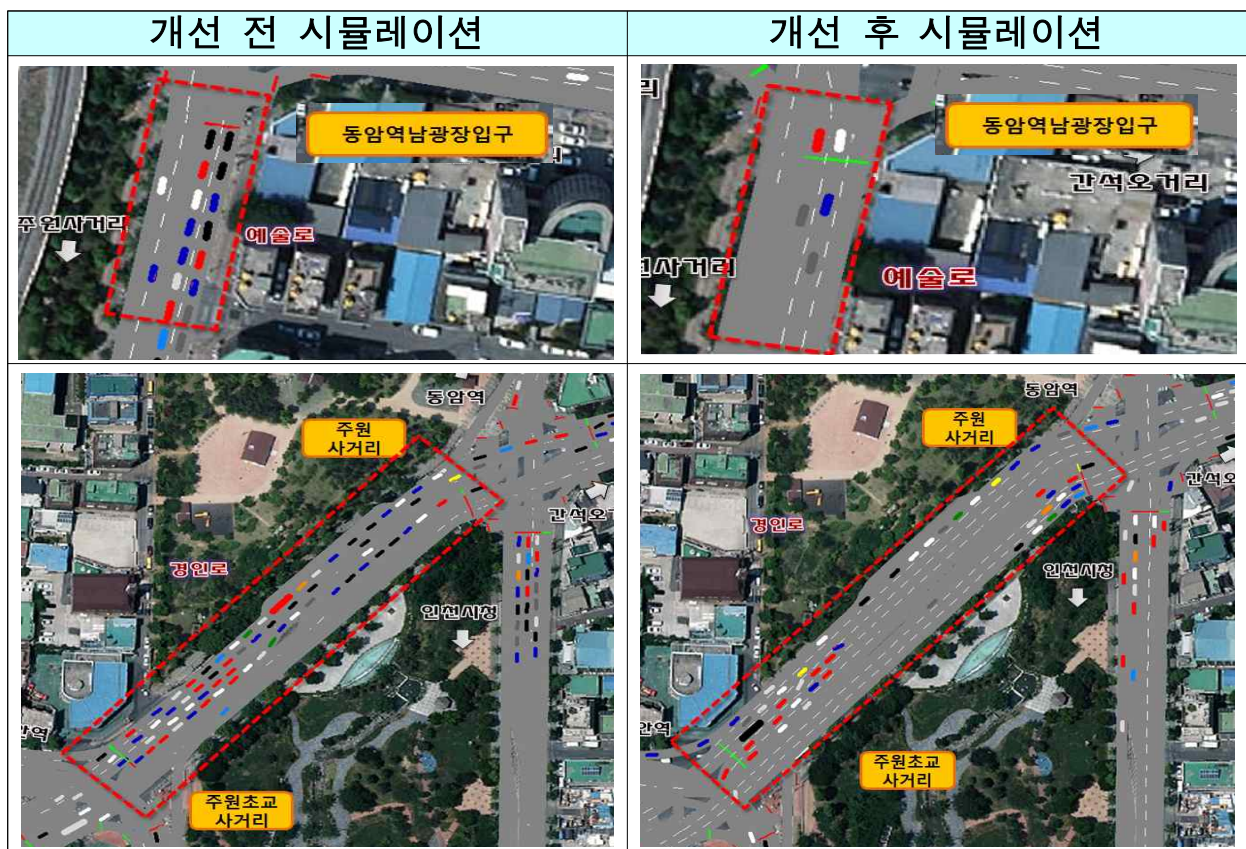 개선 전 시뮬레이션
개선 후 시뮬레이션
동암역남광장입구
주원사거리
예술로
동암역남광장입구
간석오거리
원사거리
예술로
동암역
주원
사거리
경인로
간석오거
인천시청
주원초교
사거리
동암역
주원
사거리
경인로
간석오
인천시청
주원초교
사거리